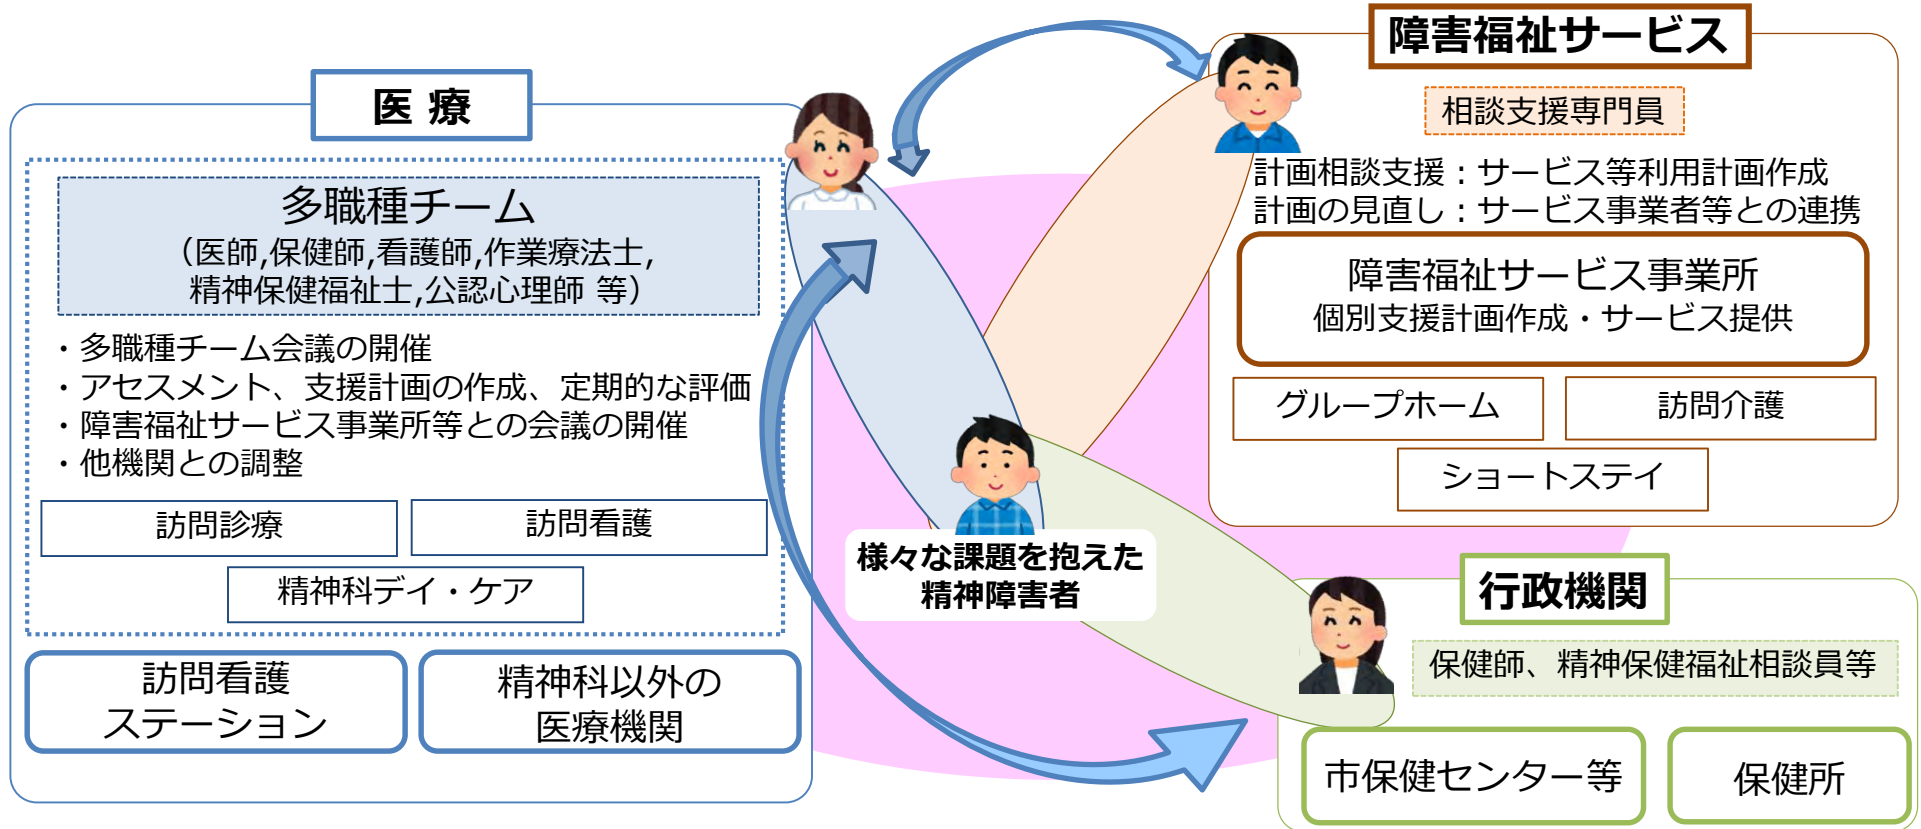 医 療
多職種チーム
（医師,保健師,看護師,作業療法士,
精神保健福祉士,公認心理師 等）
・多職種チーム会議の開催
・アセスメント、支援計画の作成、定期的な評価
・障害福祉サービス事業所等との会議の開催
・他機関との調整
訪問診療
訪問看護
精神科デイ・ケア
訪問看護
ステーション
精神科以外の
医療機関
様々な課題を抱えた
精神障害者
障害福祉サービス
相談支援専門員
計画相談支援：サービス等利用計画作成
計画の見直し：サービス事業者等との連携
障害福祉サービス事業所
個別支援計画作成・サービス提供
グループホーム
訪問介護
ショートステイ
行政機関
保健師、精神保健福祉相談員等
市保健センター等
保健所